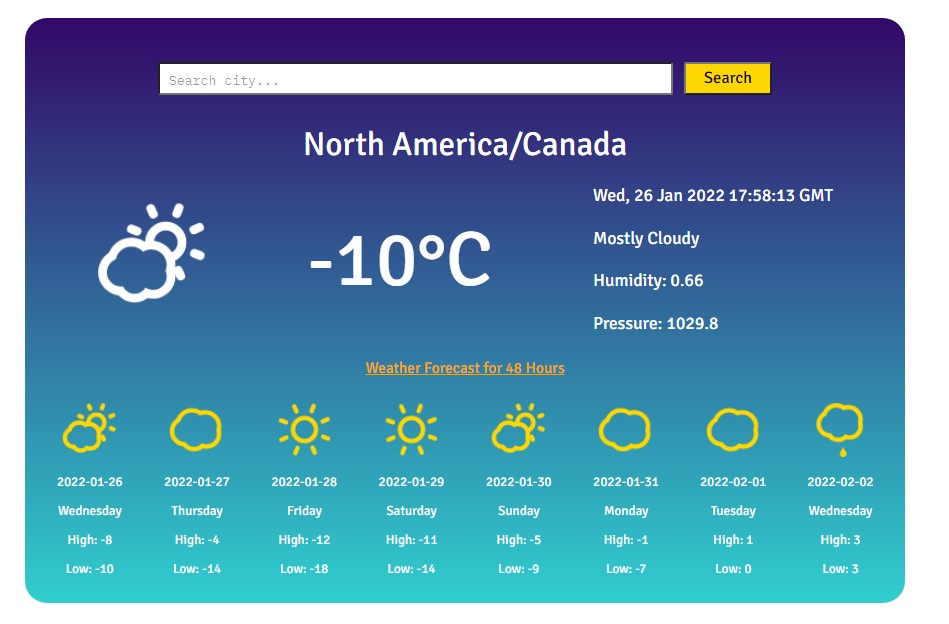 Search city...
Search
North America/Canada
-10°C
Wed, 26 Jan 2022 17:58:13 GMT
Mostly Cloudy
Humidity: 0.66
Pressure: 1029.8
Weather Forecast for 48 Hours
2022-01-26 2022-01-27 2022-01-28 2022-01-29 2022-01-30 2022-01-31 2022-02-01 2022-02-02
Wednesday Thursday Friday Saturday Sunday Monday Tuesday Wednesday
High: -8 High: -4 High: -12 High: -11 High: -5 High: -1 High: 1 High: 3
Low: -10 Low: -14 Low: -18 Low: -14 Low: -9 Low: -7 Low: 0 Low: 3